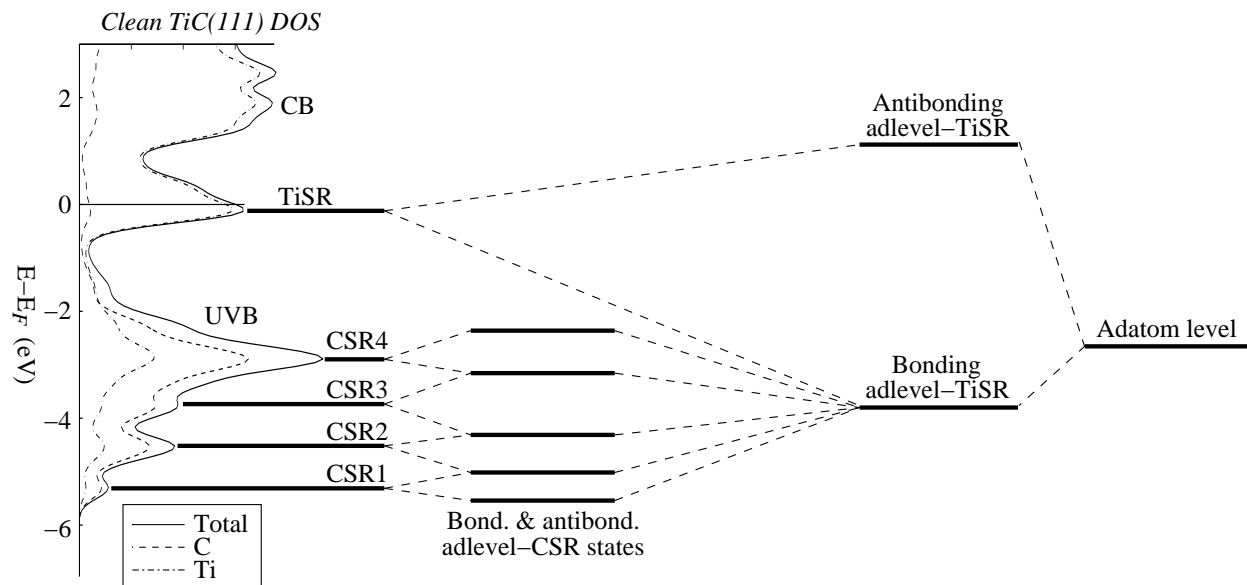 Clean TiC(111) DOS
2
0
−2
−4
−6
E−E_F (eV)
CB
TiSR
UVB
CSR4
CSR3
CSR2
CSR1
Total
C
Ti
Bond. & antibond.
adlevel−CSR states
Antibonding
adlevel−TiSR
Bonding
adlevel−TiSR
Adatom level